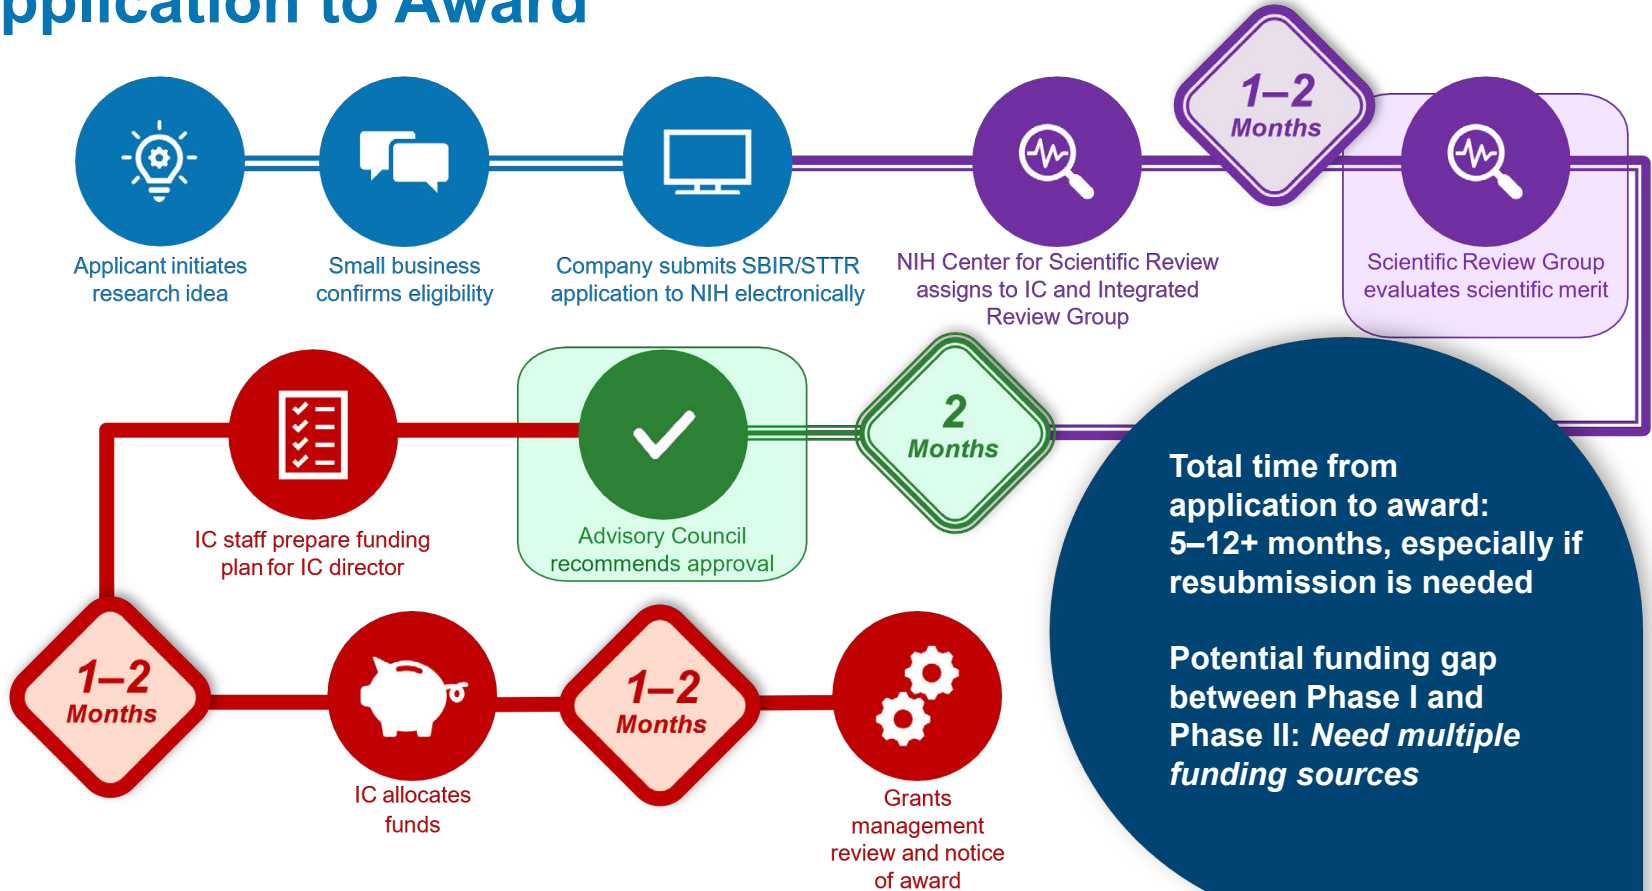 pplication to Award
1–2
Months
Applicant initiates
research idea
Small business
confirms eligibility
Company submits SBIR/STTR
application to NIH electronically
NIH Center for Scientific Review
assigns to IC and Integrated
Review Group
Scientific Review Group
evaluates scientific merit
2
Months
Advisory Council
recommends approval
IC staff prepare funding
plan for IC director
1–2
Months
IC allocates
funds
1–2
Months
Grants
management
review and notice
of award
Total time from
application to award:
5–12+ months, especially if
resubmission is needed
Potential funding gap
between Phase I and
Phase II: Need multiple
funding sources